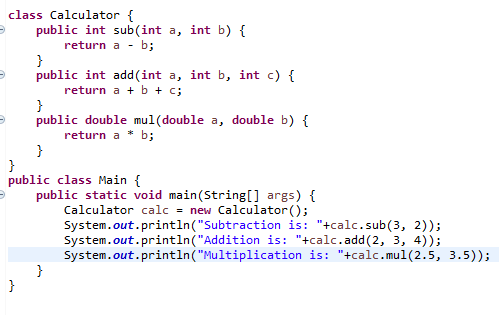 class Calculator {
    public int sub(int a, int b) {
        return a - b;
    }
    public int add(int a, int b, int c) {
        return a + b + c;
    }
    public double mul(double a, double b) {
        return a * b;
    }
}
public class Main {
    public static void main(String[] args) {
        Calculator calc = new Calculator();
        System.out.println("Subtraction is: "+calc.sub(3, 2));
        System.out.println("Addition is: "+calc.add(2, 3, 4));
        System.out.println("Multiplication is: "+calc.mul(2.5, 3.5));
    }
}